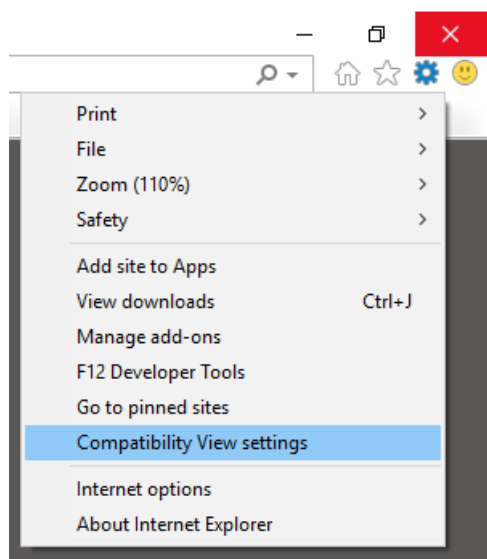 Print
File
Zoom (110%)
Safety
Add site to Apps
View downloads Ctrl+J
Manage add-ons
F12 Developer Tools
Go to pinned sites
Compatibility View settings
Internet options
About Internet Explorer